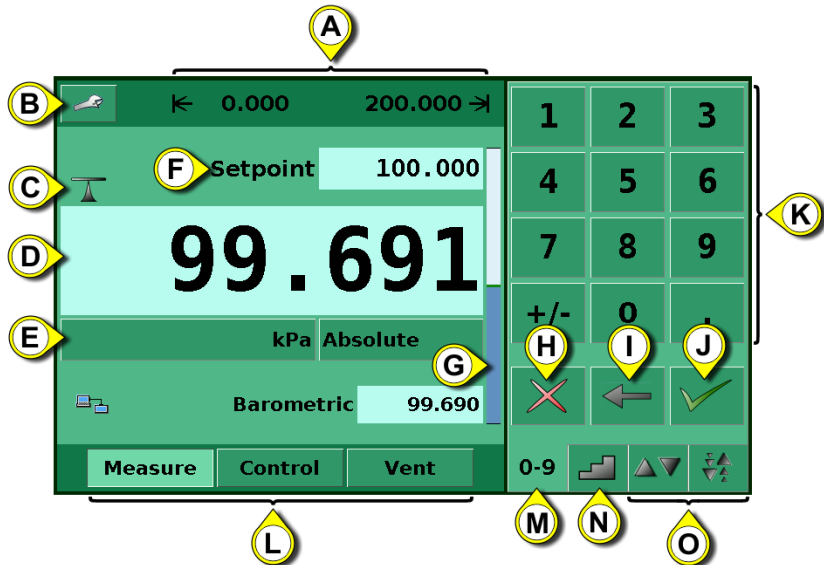 A
B
0.000 200.000
1 2 3
C
F
Setpoint 100.000
4 5 6
K
D
99.691
7 8 9
E
kPa Absolute
+/- 0 .
G
H I J
Barometric 99.690
Measure Control Vent
0-9
L
M N O